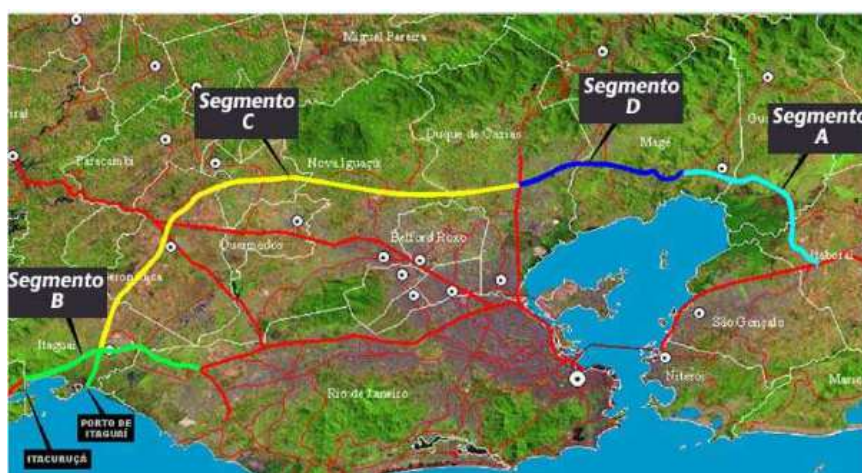 Miguel Pereira
Segmento
C
Segmento
D
Segmento
A
Duque de Caxias
Magé
Paracambi
Nova Iguaçu
Queimados
Belford Roxo
Itaboraí
Segmento
B
São Gonçalo
Itaguaí
Niterói
Rio de Janeiro
PORTO DE
ITAGUAÍ
ITACURUÇÁ